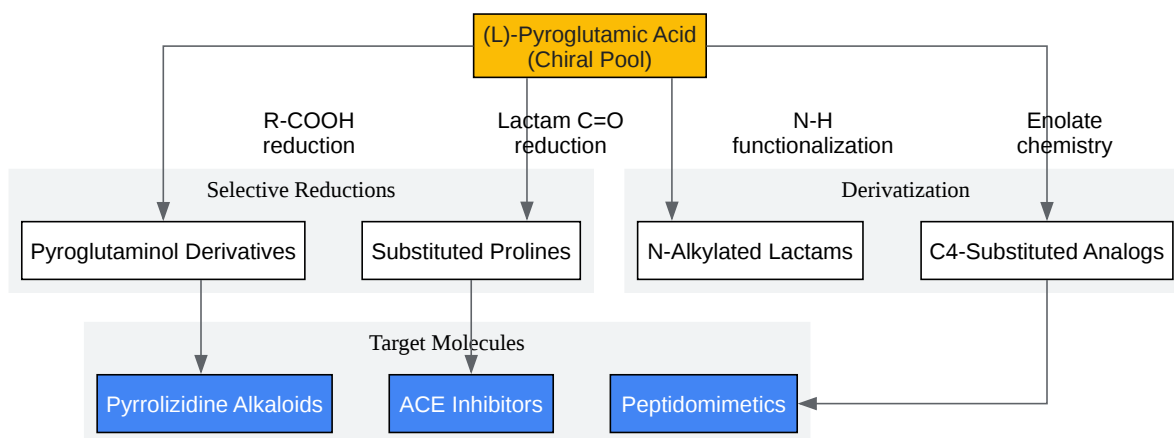 (L)-Pyroglutamic Acid
(Chiral Pool)
R-COOH
reduction
Lactam C=O
reduction
N-H
functionalization
Enolate
chemistry
Selective Reductions
Derivatization
Pyroglutaminol Derivatives
Substituted Prolines
N-Alkylated Lactams
C4-Substituted Analogs
Target Molecules
Pyrrolizidine Alkaloids
ACE Inhibitors
Peptidomimetics